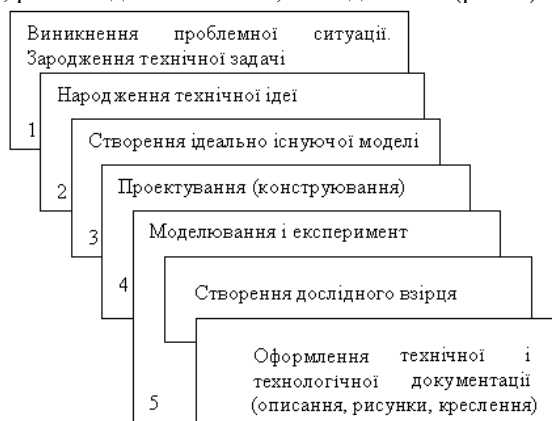 Виникнення проблемної ситуації.
Зародження технічної задачі
Народження технічної ідеї
1
Створення ідеально існуючої моделі
2
Проектування (конструювання)
3
Моделювання і експеримент
4
Створення дослідного взірця
Оформлення технічної і
технологічної документації
5
(описання, рисунки, креслення)